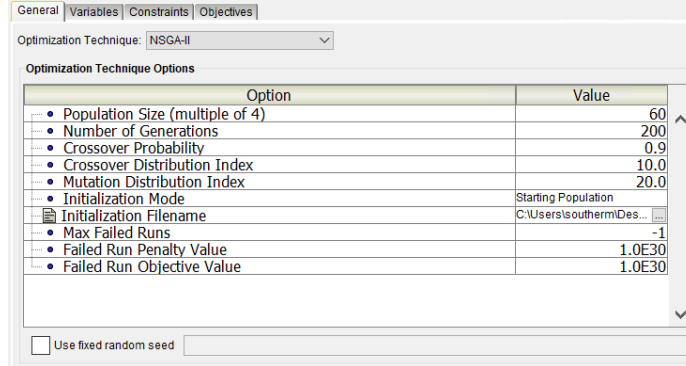 General Variables Constraints Objectives
Optimization Technique: NSGA-II
Optimization Technique Options
Option Value
Population Size (multiple of 4) 60
Number of Generations 200
Crossover Probability 0.9
Crossover Distribution Index 10.0
Mutation Distribution Index 20.0
Initialization Mode Starting Population
Initialization Filename C:\Users\southerm\Des... ...
Max Failed Runs -1
Failed Run Penalty Value 1.0E30
Failed Run Objective Value 1.0E30
Use fixed random seed